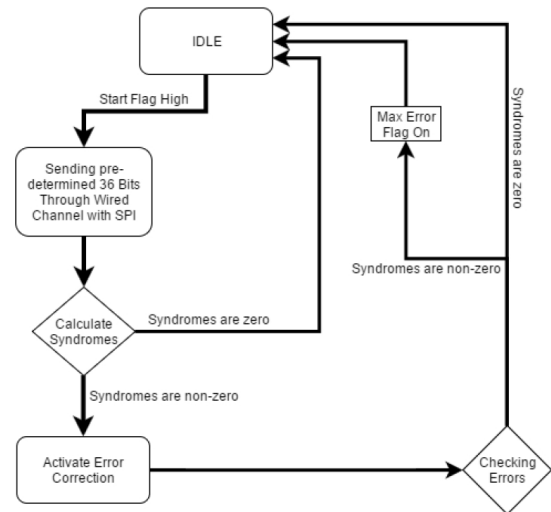 IDLE
Start Flag High
Max Error
Flag On
Syndromes are zero
Sending pre-
determined 36 Bits
Through Wired
Channel with SPI
Syndromes are non-zero
Calculate
Syndromes
Syndromes are zero
Syndromes are non-zero
Activate Error
Correction
Checking
Errors